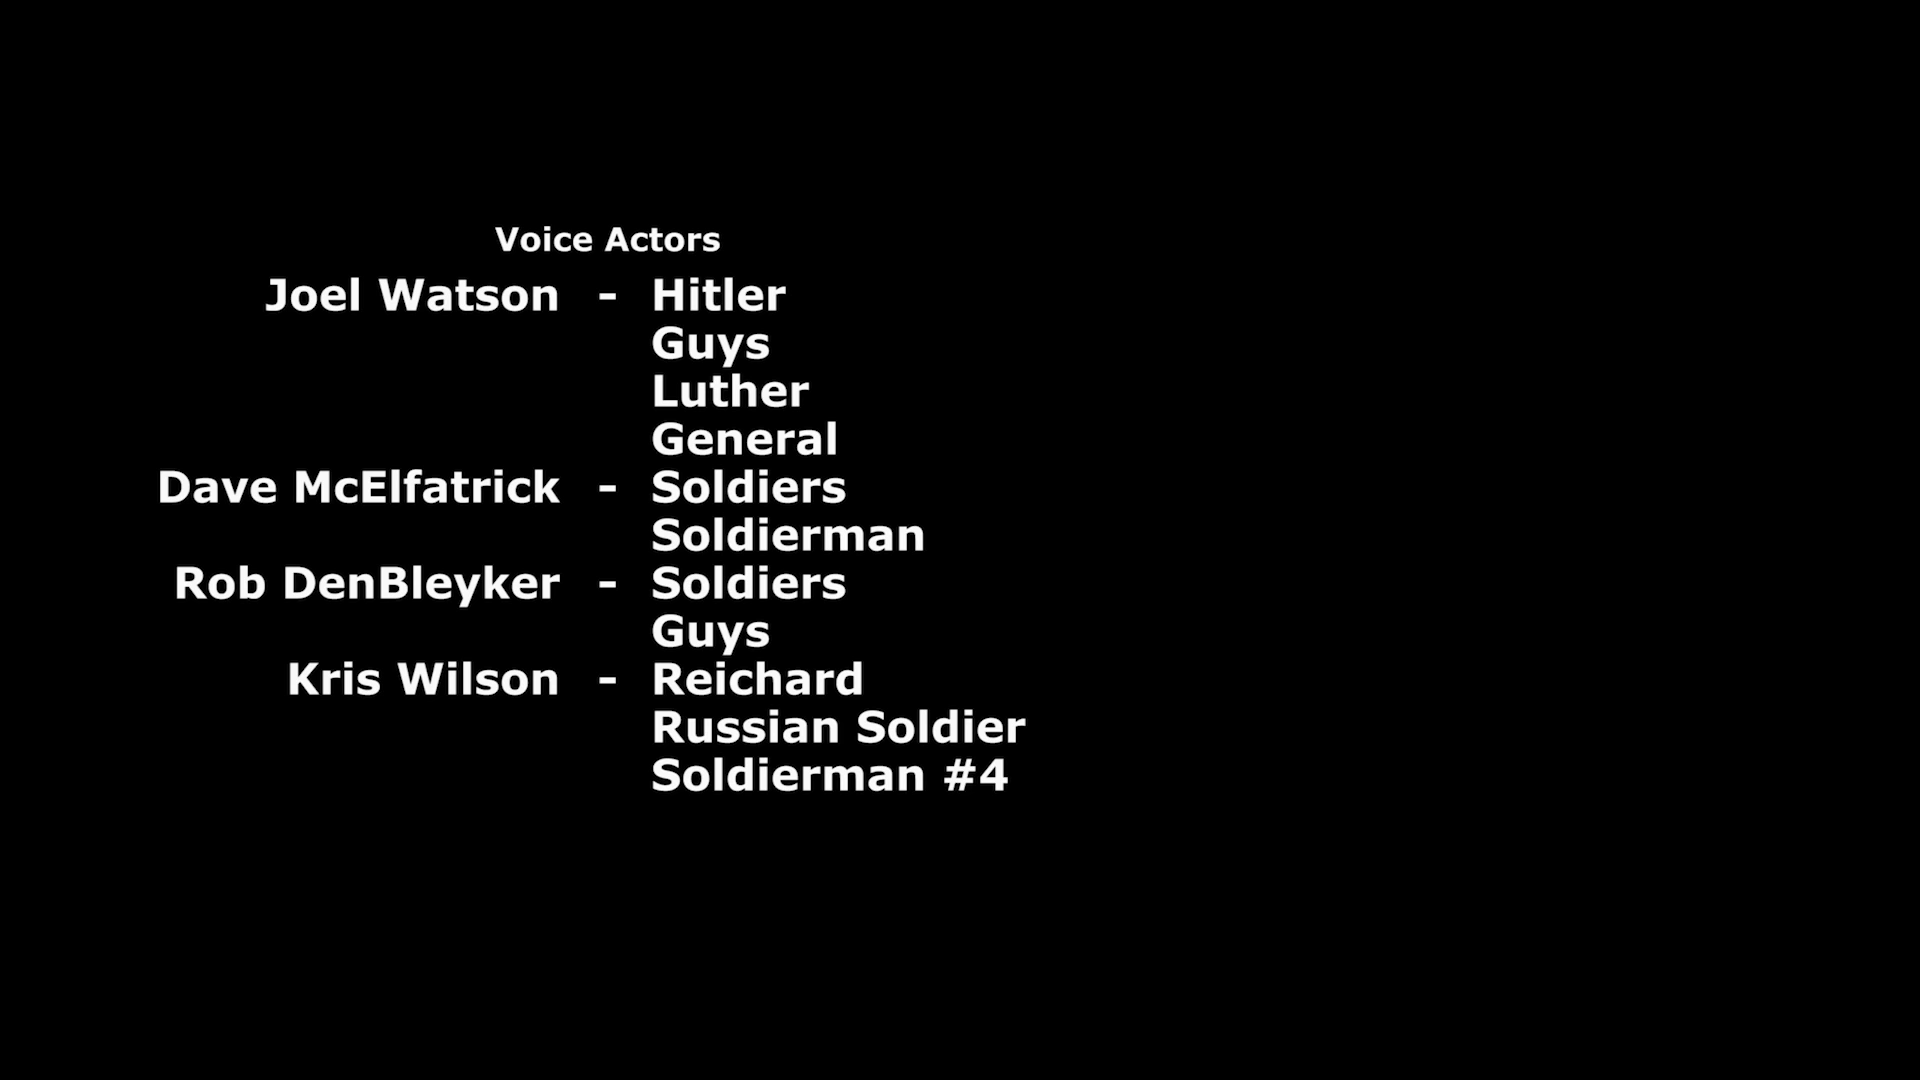 Voice Actors
Joel Watson - Hitler
Guys
Luther
General
Dave McElfatrick - Soldiers
Soldierman
Rob DenBleyker - Soldiers
Guys
Kris Wilson - Reichard
Russian Soldier
Soldierman #4